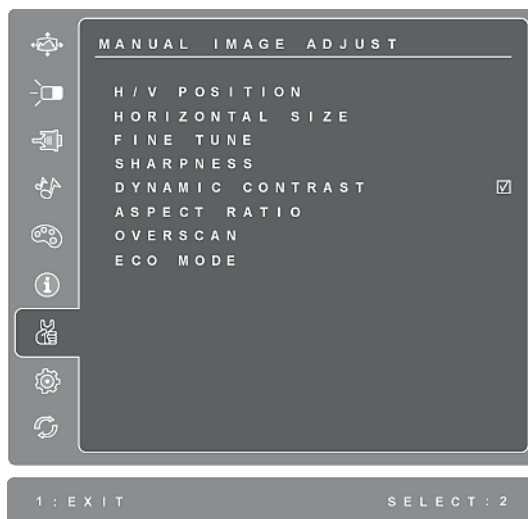 MANUAL IMAGE ADJUST
H/V POSITION
HORIZONTAL SIZE
FINE TUNE
SHARPNESS
DYNAMIC CONTRAST
ASPECT RATIO
OVERSCAN
ECO MODE
1:EXIT SELECT:2